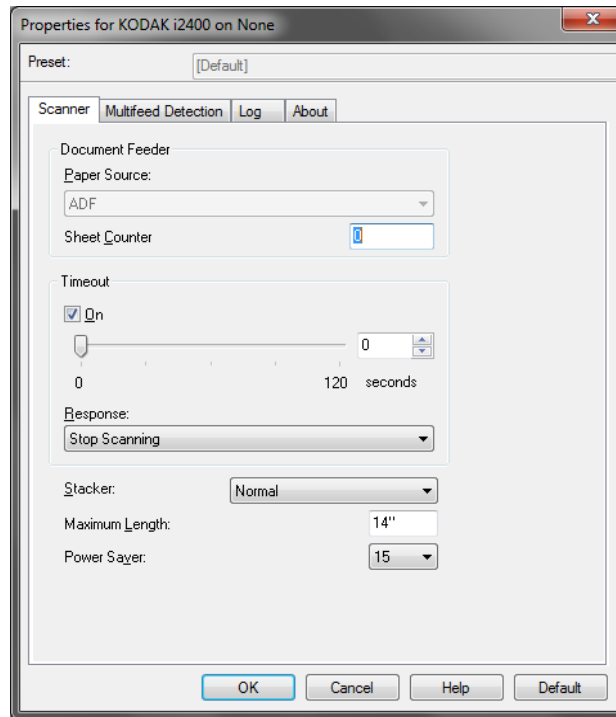 Properties for KODAK i2400 on None
Preset: [Default]
Scanner Multifeed Detection Log About
Document Feeder
Paper Source:
ADF
Sheet Counter 0
Timeout
On
0
0 120 seconds
Response:
Stop Scanning
Stacker: Normal
Maximum Length: 14''
Power Saver: 15
OK Cancel Help Default